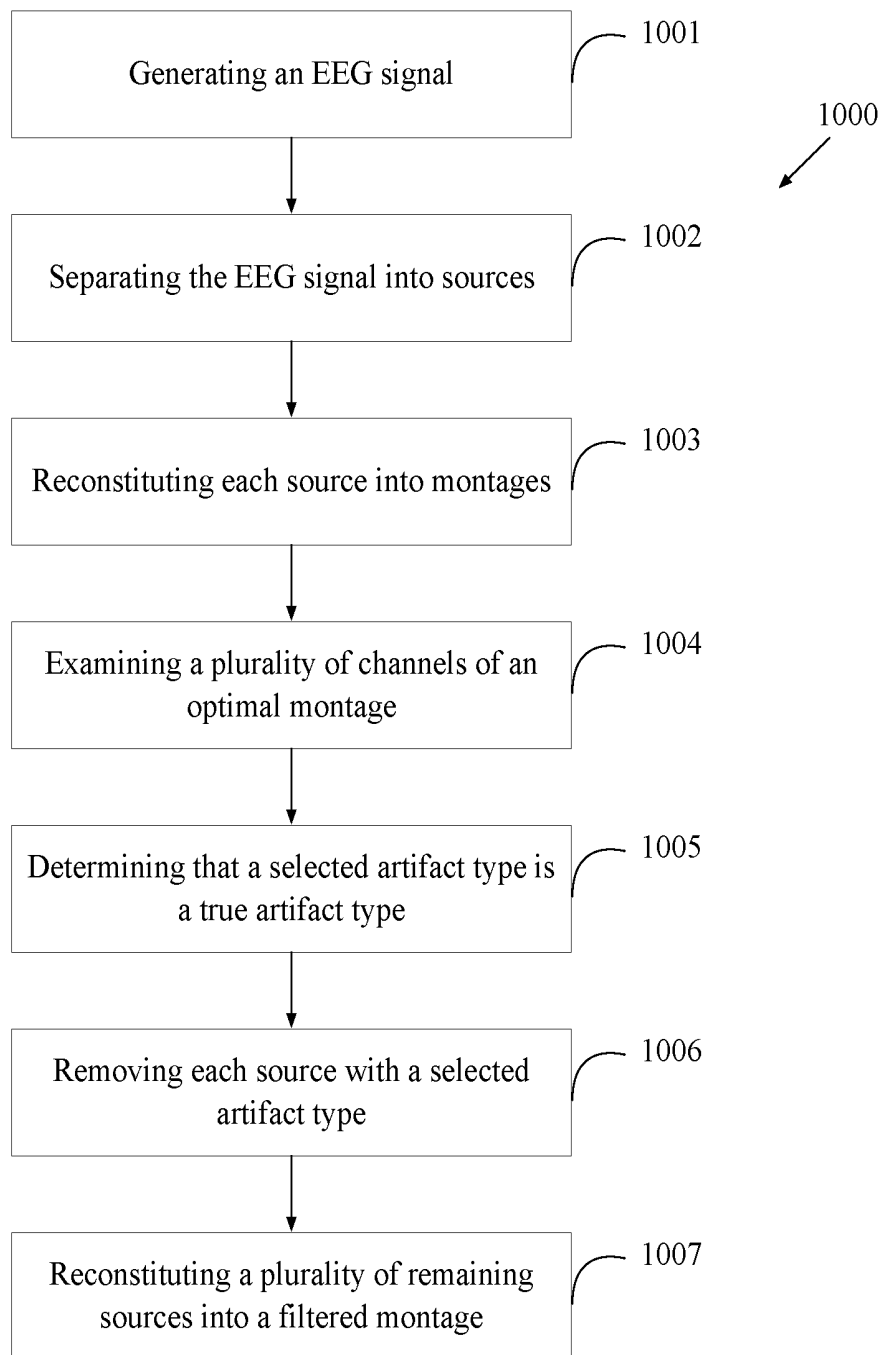 Generating an EEG signal
1001
1000
Separating the EEG signal into sources
1002
Reconstituting each source into montages
1003
Examining a plurality of channels of an
optimal montage
1004
Determining that a selected artifact type is
a true artifact type
1005
Removing each source with a selected
artifact type
1006
Reconstituting a plurality of remaining
sources into a filtered montage
1007